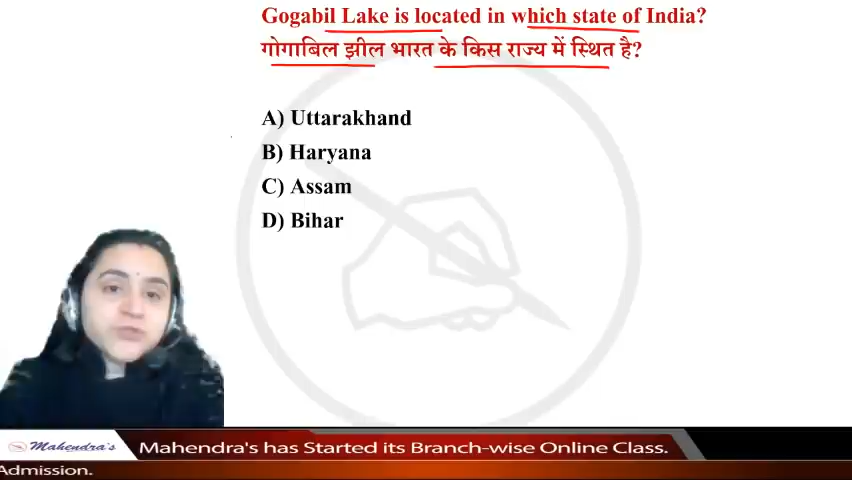 Gogabil Lake is located in which state of India?
गोगाबिल झील भारत के किस राज्य में स्थित है?
A) Uttarakhand
B) Haryana
C) Assam
D) Bihar
Mahendra's
Mahendra's has Started its Branch-wise Online Class.
Admission.